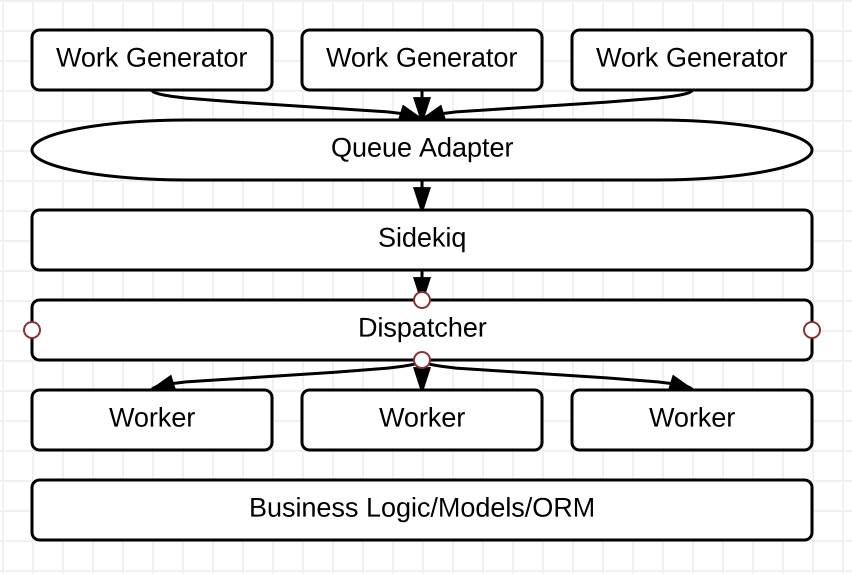 Work Generator
Work Generator
Work Generator
Queue Adapter
Sidekiq
Dispatcher
Worker
Worker
Worker
Business Logic/Models/ORM